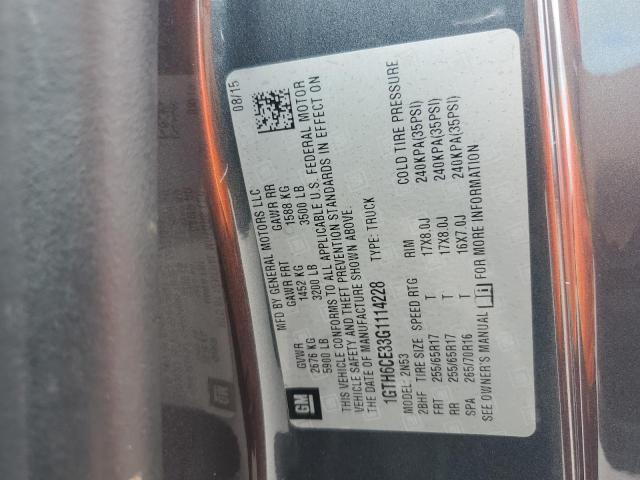 GM
MFD BY GENERAL MOTORS LLC
08/15
GVWR GAWR FRT GAWR RR
2676 KG 1452 KG 1588 KG
5900 LB 3200 LB 3500 LB
THIS VEHICLE CONFORMS TO ALL APPLICABLE U.S. FEDERAL MOTOR
VEHICLE SAFETY AND THEFT PREVENTION STANDARDS IN EFFECT ON
THE DATE OF MANUFACTURE SHOWN ABOVE.
1GTH6CE33G1114228 TYPE: TRUCK
MODEL: 2N53
2BHF TIRE SIZE SPEED RTG RIM COLD TIRE PRESSURE
FRT 255/65R17 T 17X8.0J 240KPA(35PSI)
RR 255/65R17 T 17X8.0J 240KPA(35PSI)
SPA 265/70R16 T 16X7.0J 240KPA(35PSI)
SEE OWNER'S MANUAL i FOR MORE INFORMATION